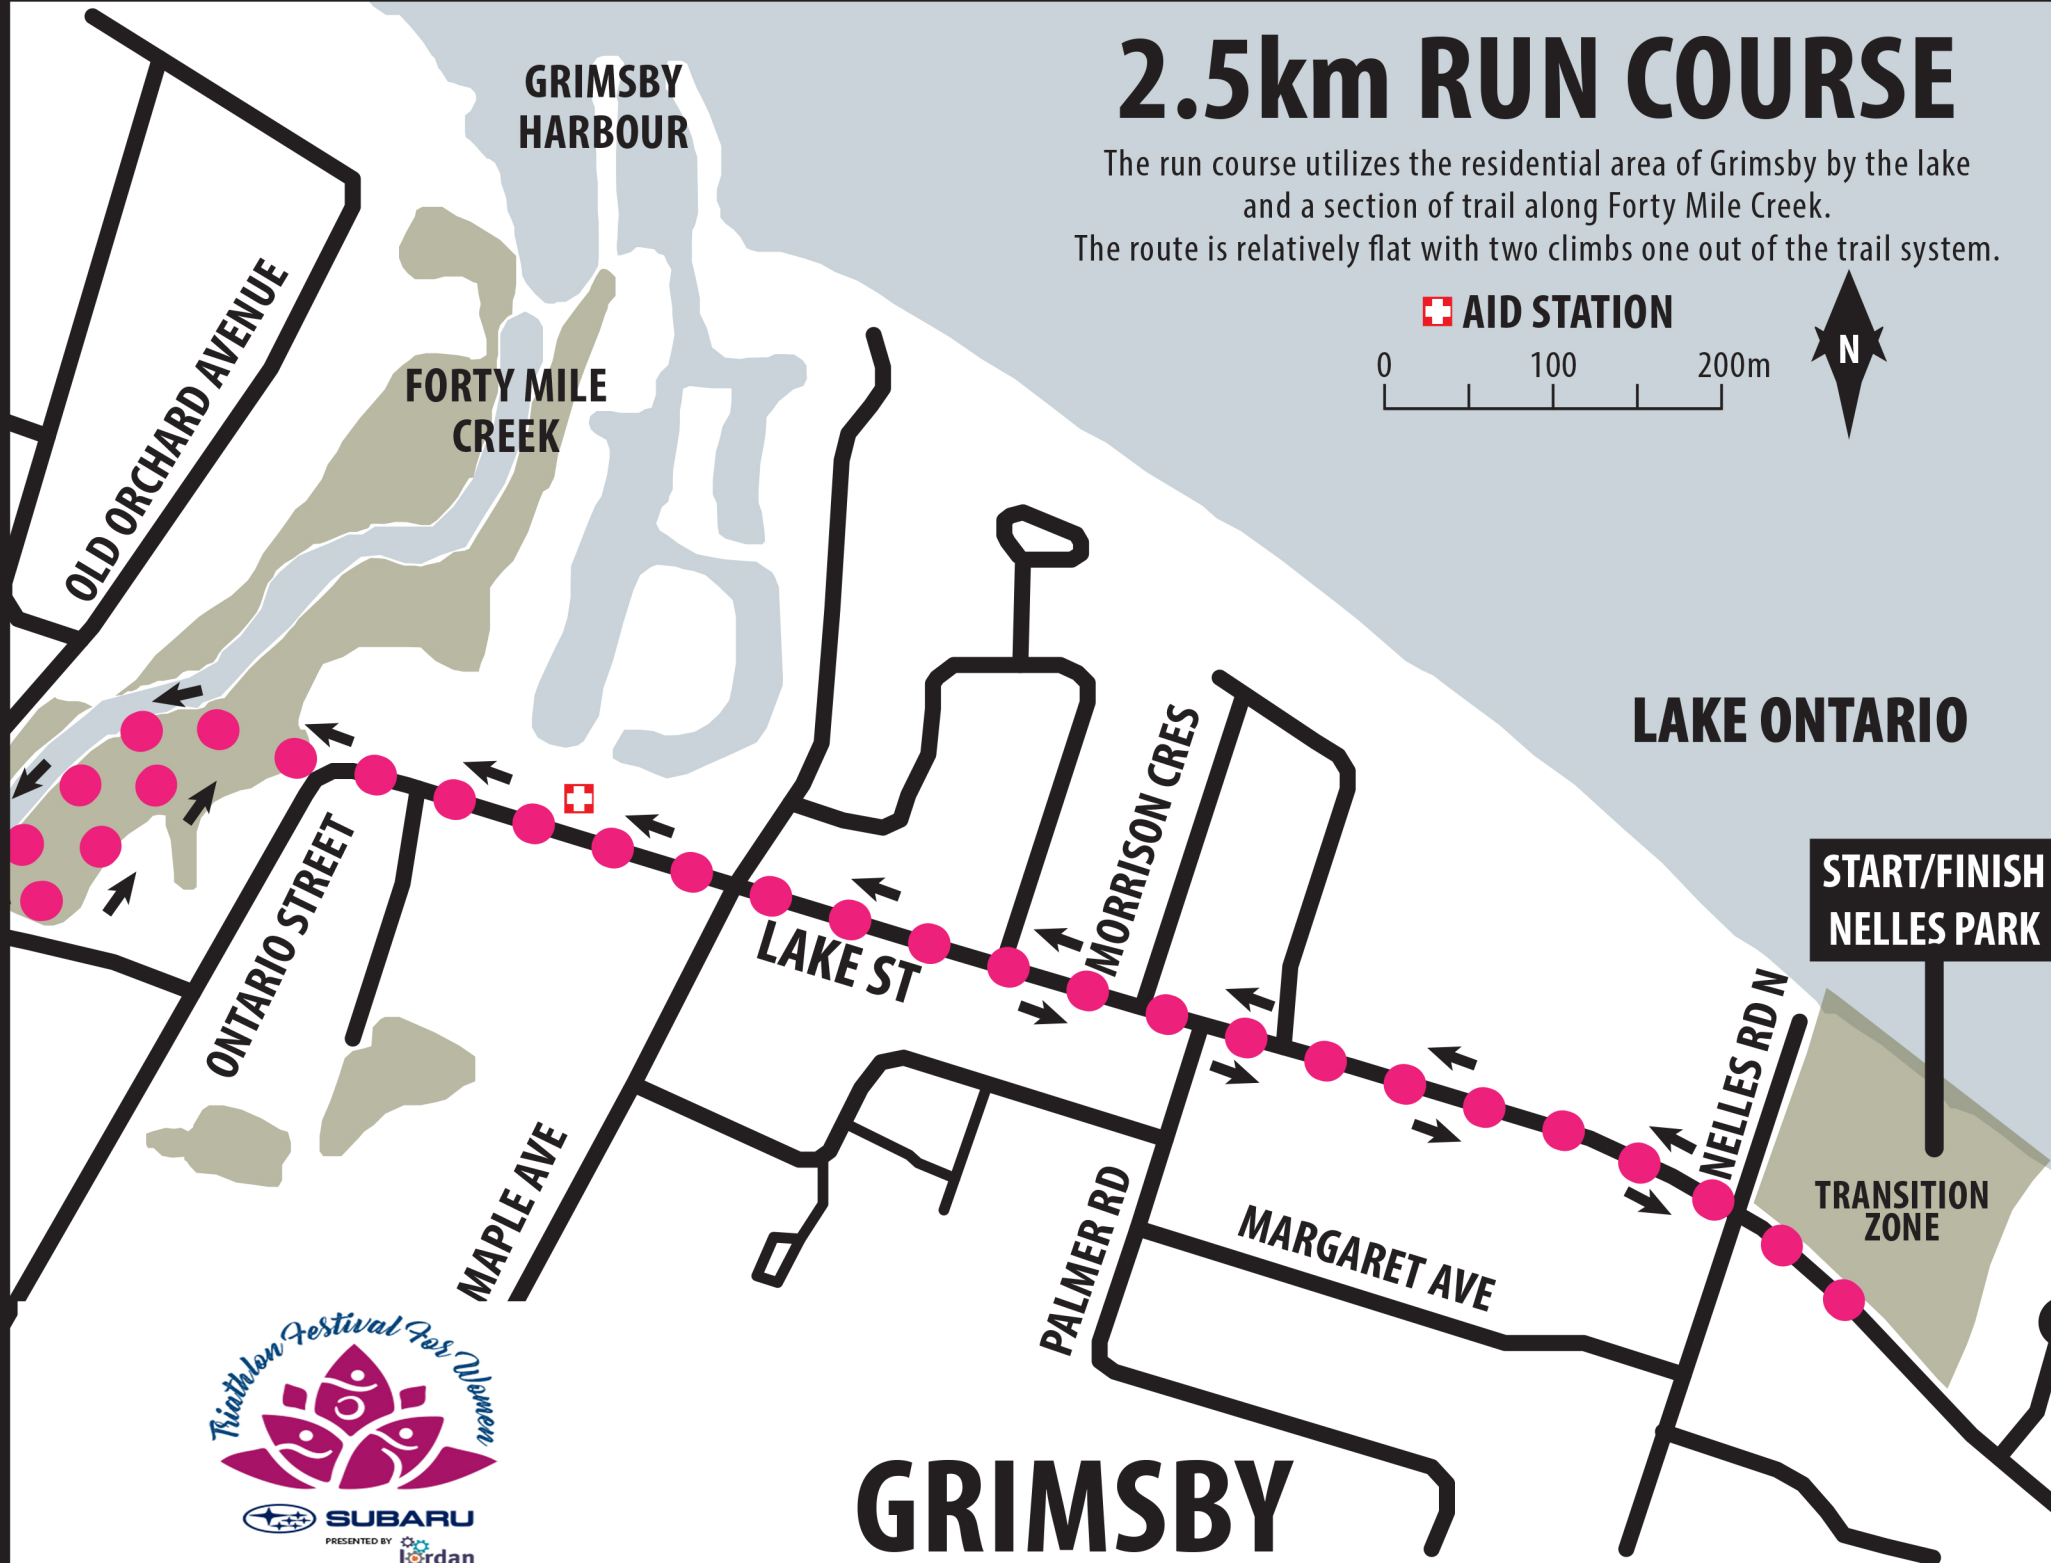 2.5km RUN COURSE
The run course utilizes the residential area of Grimsby by the lake
and a section of trail along Forty Mile Creek.
The route is relatively flat with two climbs one out of the trail system.
AID STATION
0 100 200m
N
GRIMSBY
HARBOUR
OLD ORCHARD AVENUE
FORTY MILE
CREEK
LAKE ONTARIO
MORRISON CRES
START/FINISH
NELLES PARK
ONTARIO STREET
LAKE ST
NELLES RD N
TRANSITION
ZONE
MAPLE AVE
PALMER RD
MARGARET AVE
Triathlon Festival For Women
SUBARU
PRESENTED BY
Jordan
GRIMSBY